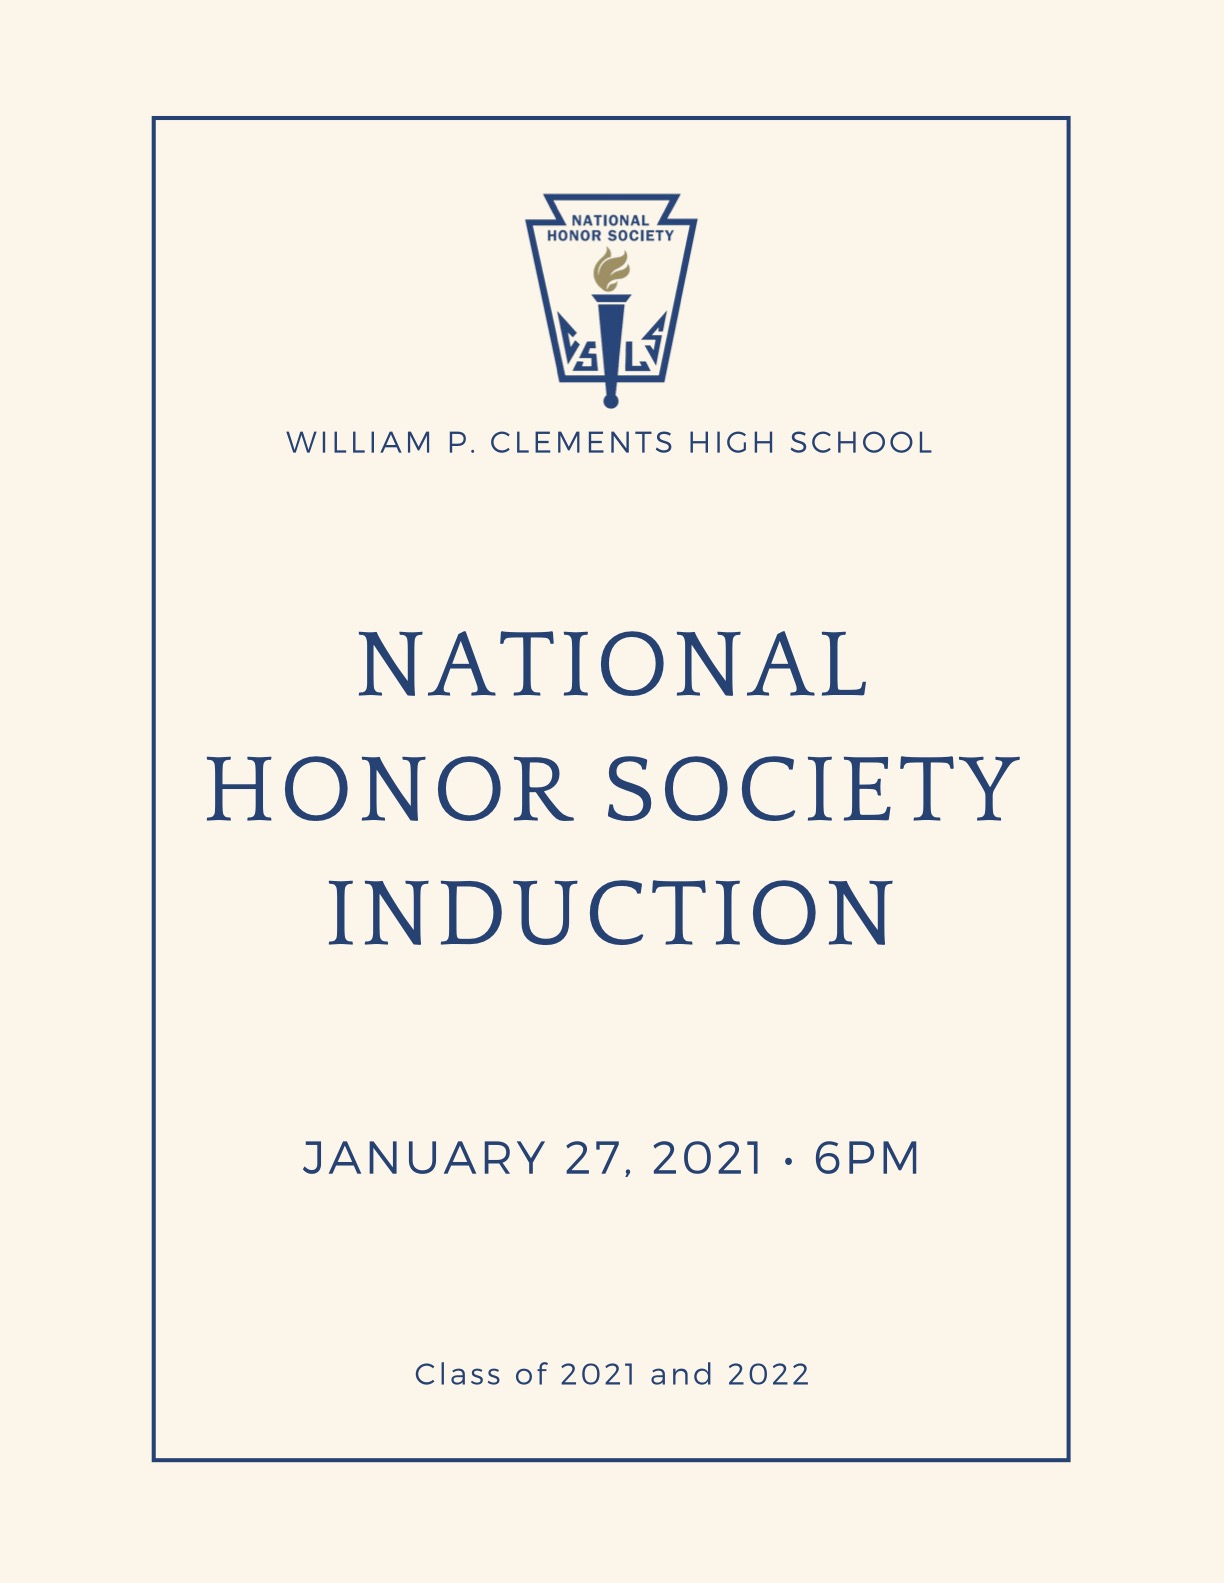 NATIONAL
HONOR SOCIETY
C S L S
WILLIAM P. CLEMENTS HIGH SCHOOL
NATIONAL
HONOR SOCIETY
INDUCTION
JANUARY 27, 2021 • 6PM
Class of 2021 and 2022